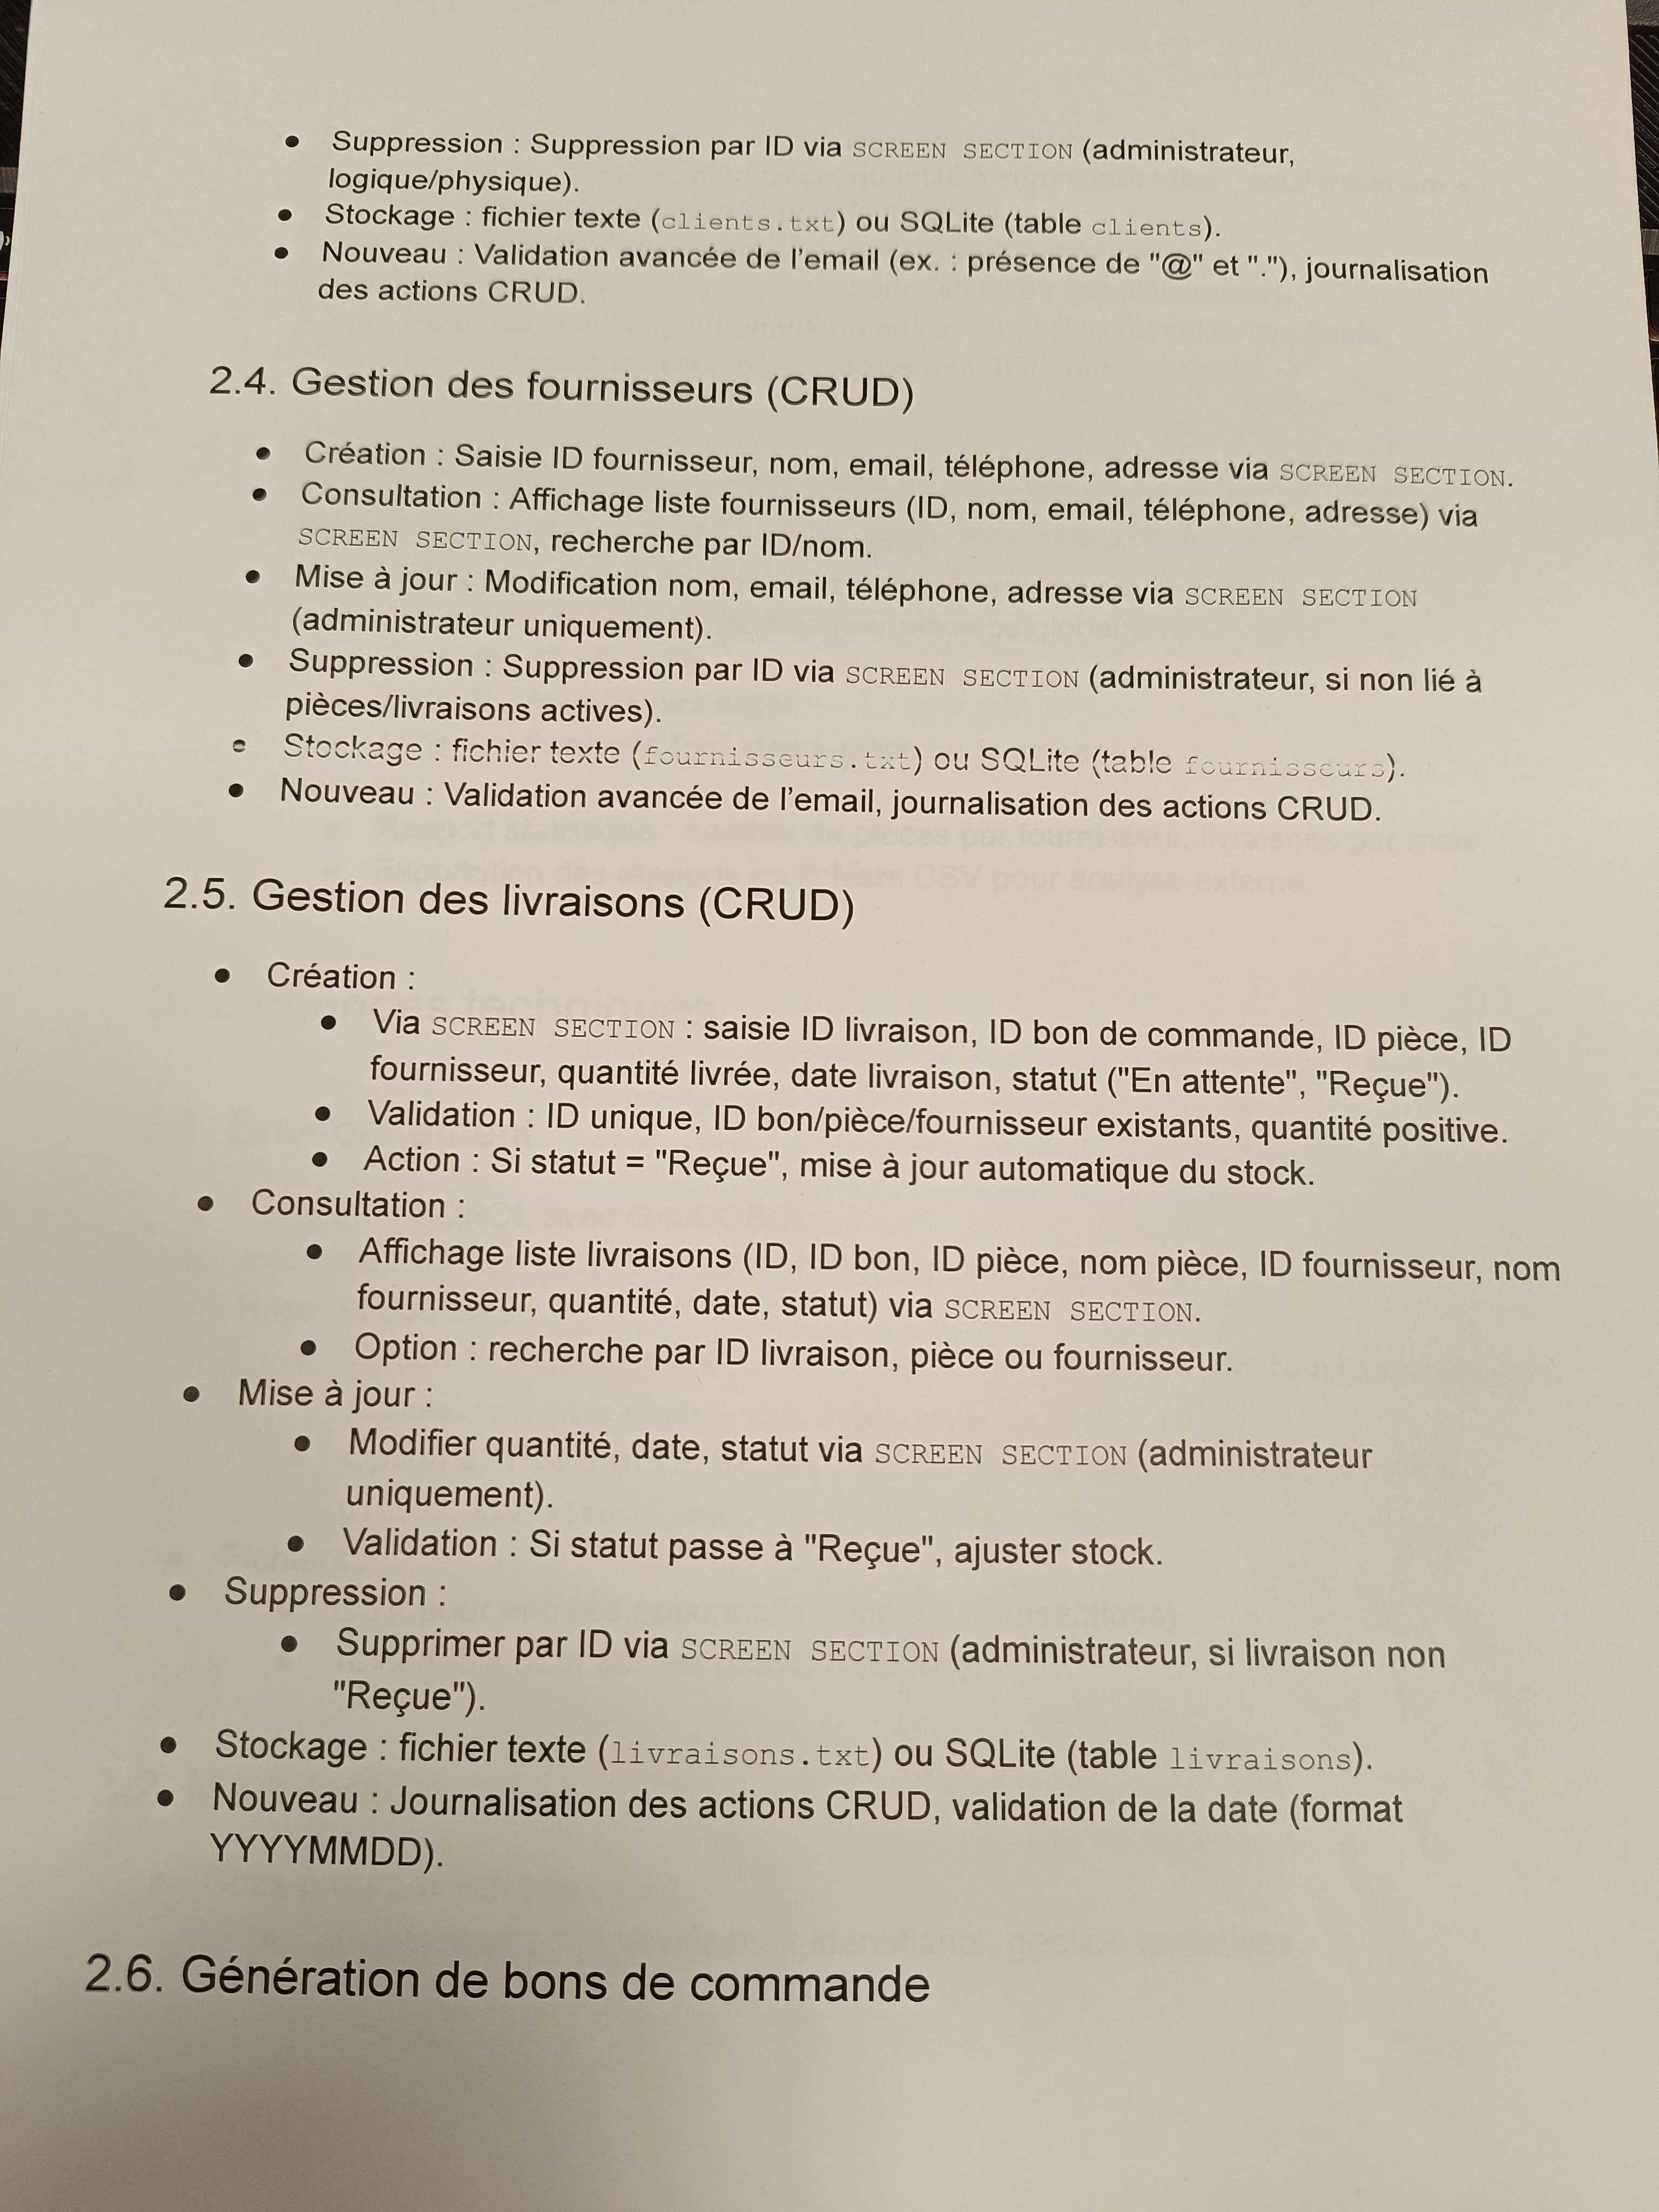 • Suppression : Suppression par ID via SCREEN SECTION (administrateur,
logique/physique).
• Stockage : fichier texte (clients.txt) ou SQLite (table clients).
• Nouveau : Validation avancée de l'email (ex. : présence de "@" et "."), journalisation
des actions CRUD.
2.4. Gestion des fournisseurs (CRUD)
• Création : Saisie ID fournisseur, nom, email, téléphone, adresse via SCREEN SECTION.
• Consultation : Affichage liste fournisseurs (ID, nom, email, téléphone, adresse) via
SCREEN SECTION, recherche par ID/nom.
• Mise à jour : Modification nom, email, téléphone, adresse via SCREEN SECTION
(administrateur uniquement).
• Suppression : Suppression par ID via SCREEN SECTION (administrateur, si non lié à
pièces/livraisons actives).
• Stockage : fichier texte (fournisseurs.txt) ou SQLite (table fournisseurs).
• Nouveau : Validation avancée de l'email, journalisation des actions CRUD.
2.5. Gestion des livraisons (CRUD)
• Création :
• Via SCREEN SECTION : saisie ID livraison, ID bon de commande, ID pièce, ID
fournisseur, quantité livrée, date livraison, statut ("En attente", "Reçue").
• Validation : ID unique, ID bon/pièce/fournisseur existants, quantité positive.
• Action : Si statut = "Reçue", mise à jour automatique du stock.
• Consultation :
• Affichage liste livraisons (ID, ID bon, ID pièce, nom pièce, ID fournisseur, nom
fournisseur, quantité, date, statut) via SCREEN SECTION.
• Option : recherche par ID livraison, pièce ou fournisseur.
• Mise à jour :
• Modifier quantité, date, statut via SCREEN SECTION (administrateur
uniquement).
• Validation : Si statut passe à "Reçue", ajuster stock.
• Suppression :
• Supprimer par ID via SCREEN SECTION (administrateur, si livraison non
"Reçue").
• Stockage : fichier texte (livraisons.txt) ou SQLite (table livraisons).
• Nouveau : Journalisation des actions CRUD, validation de la date (format
YYYYMMDD).
2.6. Génération de bons de commande